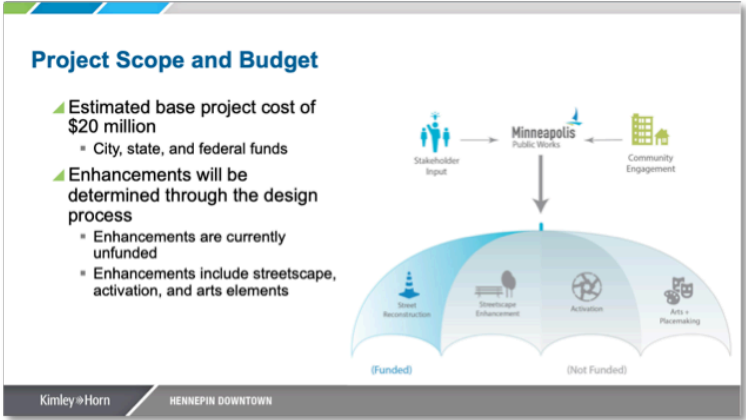 Project Scope and Budget
Estimated base project cost of
$20 million
City, state, and federal funds
Enhancements will be
determined through the design
process
Enhancements are currently
unfunded
Enhancements include streetscape,
activation, and arts elements
Stakeholder
Input
Minneapolis
Public Works
Community
Engagement
Street
Reconstruction
Streetscape
Enhancement
Activation
Arts +
Placemaking
(Funded)
(Not Funded)
Kimley»Horn
HENNEPIN DOWNTOWN